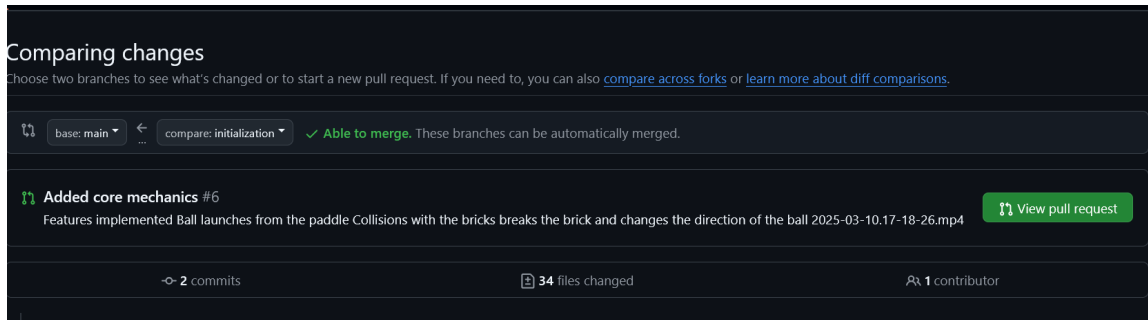 Comparing changes
Choose two branches to see what's changed or to start a new pull request. If you need to, you can also compare across forks or learn more about diff comparisons.
base: main ← ... compare: initialization ✓ Able to merge. These branches can be automatically merged.
Added core mechanics #6
Features implemented Ball launches from the paddle Collisions with the bricks breaks the brick and changes the direction of the ball 2025-03-10.17-18-26.mp4
View pull request
2 commits
34 files changed
1 contributor